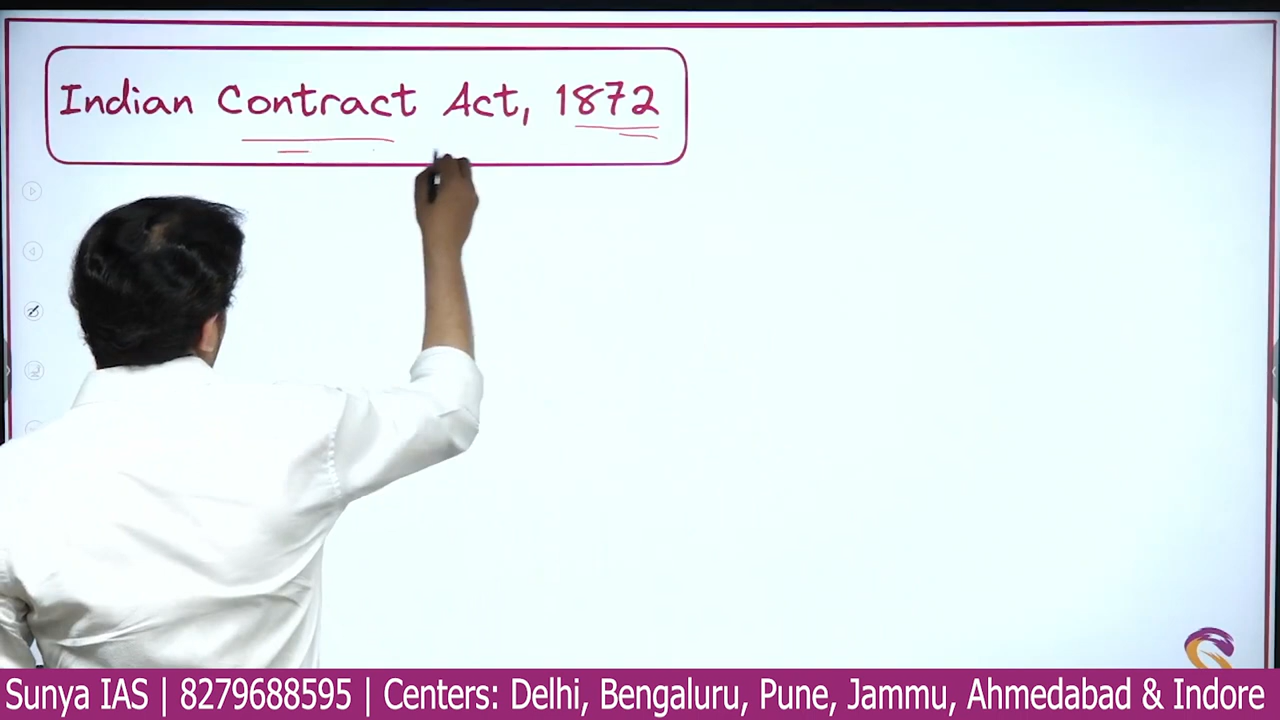 Indian Contract Act, 1872
Sunya IAS | 8279688595 | Centers: Delhi, Bengaluru, Pune, Jammu, Ahmedabad & Indore